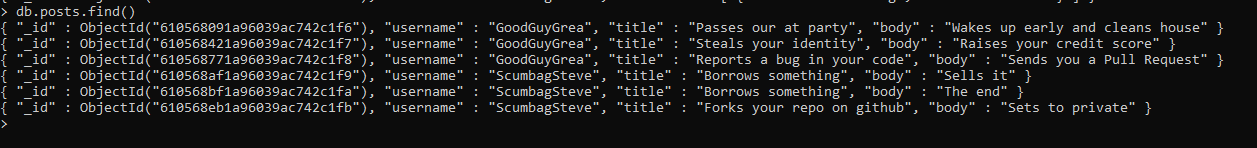 > db.posts.find()
{ "_id" : ObjectId("610568091a96039ac742c1f6"), "username" : "GoodGuyGrea", "title" : "Passes our at party", "body" : "Wakes up early and cleans house" }
{ "_id" : ObjectId("610568421a96039ac742c1f7"), "username" : "GoodGuyGrea", "title" : "Steals your identity", "body" : "Raises your credit score" }
{ "_id" : ObjectId("610568771a96039ac742c1f8"), "username" : "GoodGuyGrea", "title" : "Reports a bug in your code", "body" : "Sends you a Pull Request" }
{ "_id" : ObjectId("610568af1a96039ac742c1f9"), "username" : "ScumbagSteve", "title" : "Borrows something", "body" : "Sells it" }
{ "_id" : ObjectId("610568bf1a96039ac742c1fa"), "username" : "ScumbagSteve", "title" : "Borrows something", "body" : "The end" }
{ "_id" : ObjectId("610568eb1a96039ac742c1fb"), "username" : "ScumbagSteve", "title" : "Forks your repo on github", "body" : "Sets to private" }
>